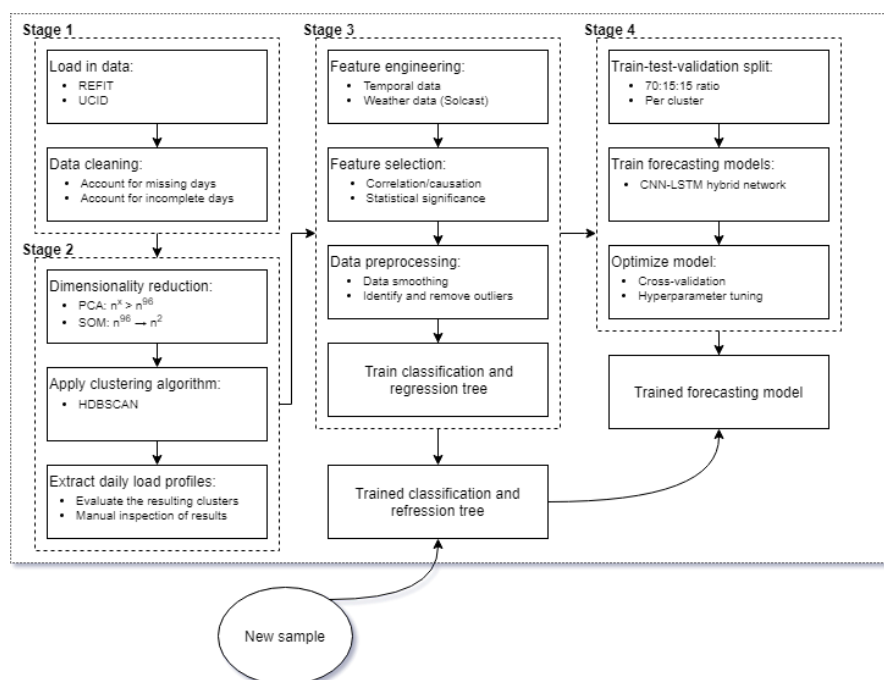 Stage 1
Load in data:
• REFIT
• UCID
Data cleaning:
• Account for missing days
• Account for incomplete days
Stage 2
Dimensionality reduction:
• PCA: nˣ > n⁹⁶
• SOM: n⁹⁶ → n²
Apply clustering algorithm:
• HDBSCAN
Extract daily load profiles:
• Evaluate the resulting clusters
• Manual inspection of results
Stage 3
Feature engineering:
• Temporal data
• Weather data (Solcast)
Feature selection:
• Correlation/causation
• Statistical significance
Data preprocessing:
• Data smoothing
• Identify and remove outliers
Train classification and
regression tree
Trained classification and
refression tree
Stage 4
Train-test-validation split:
• 70:15:15 ratio
• Per cluster
Train forecasting models:
• CNN-LSTM hybrid network
Optimize model:
• Cross-validation
• Hyperparameter tuning
Trained forecasting model
New sample